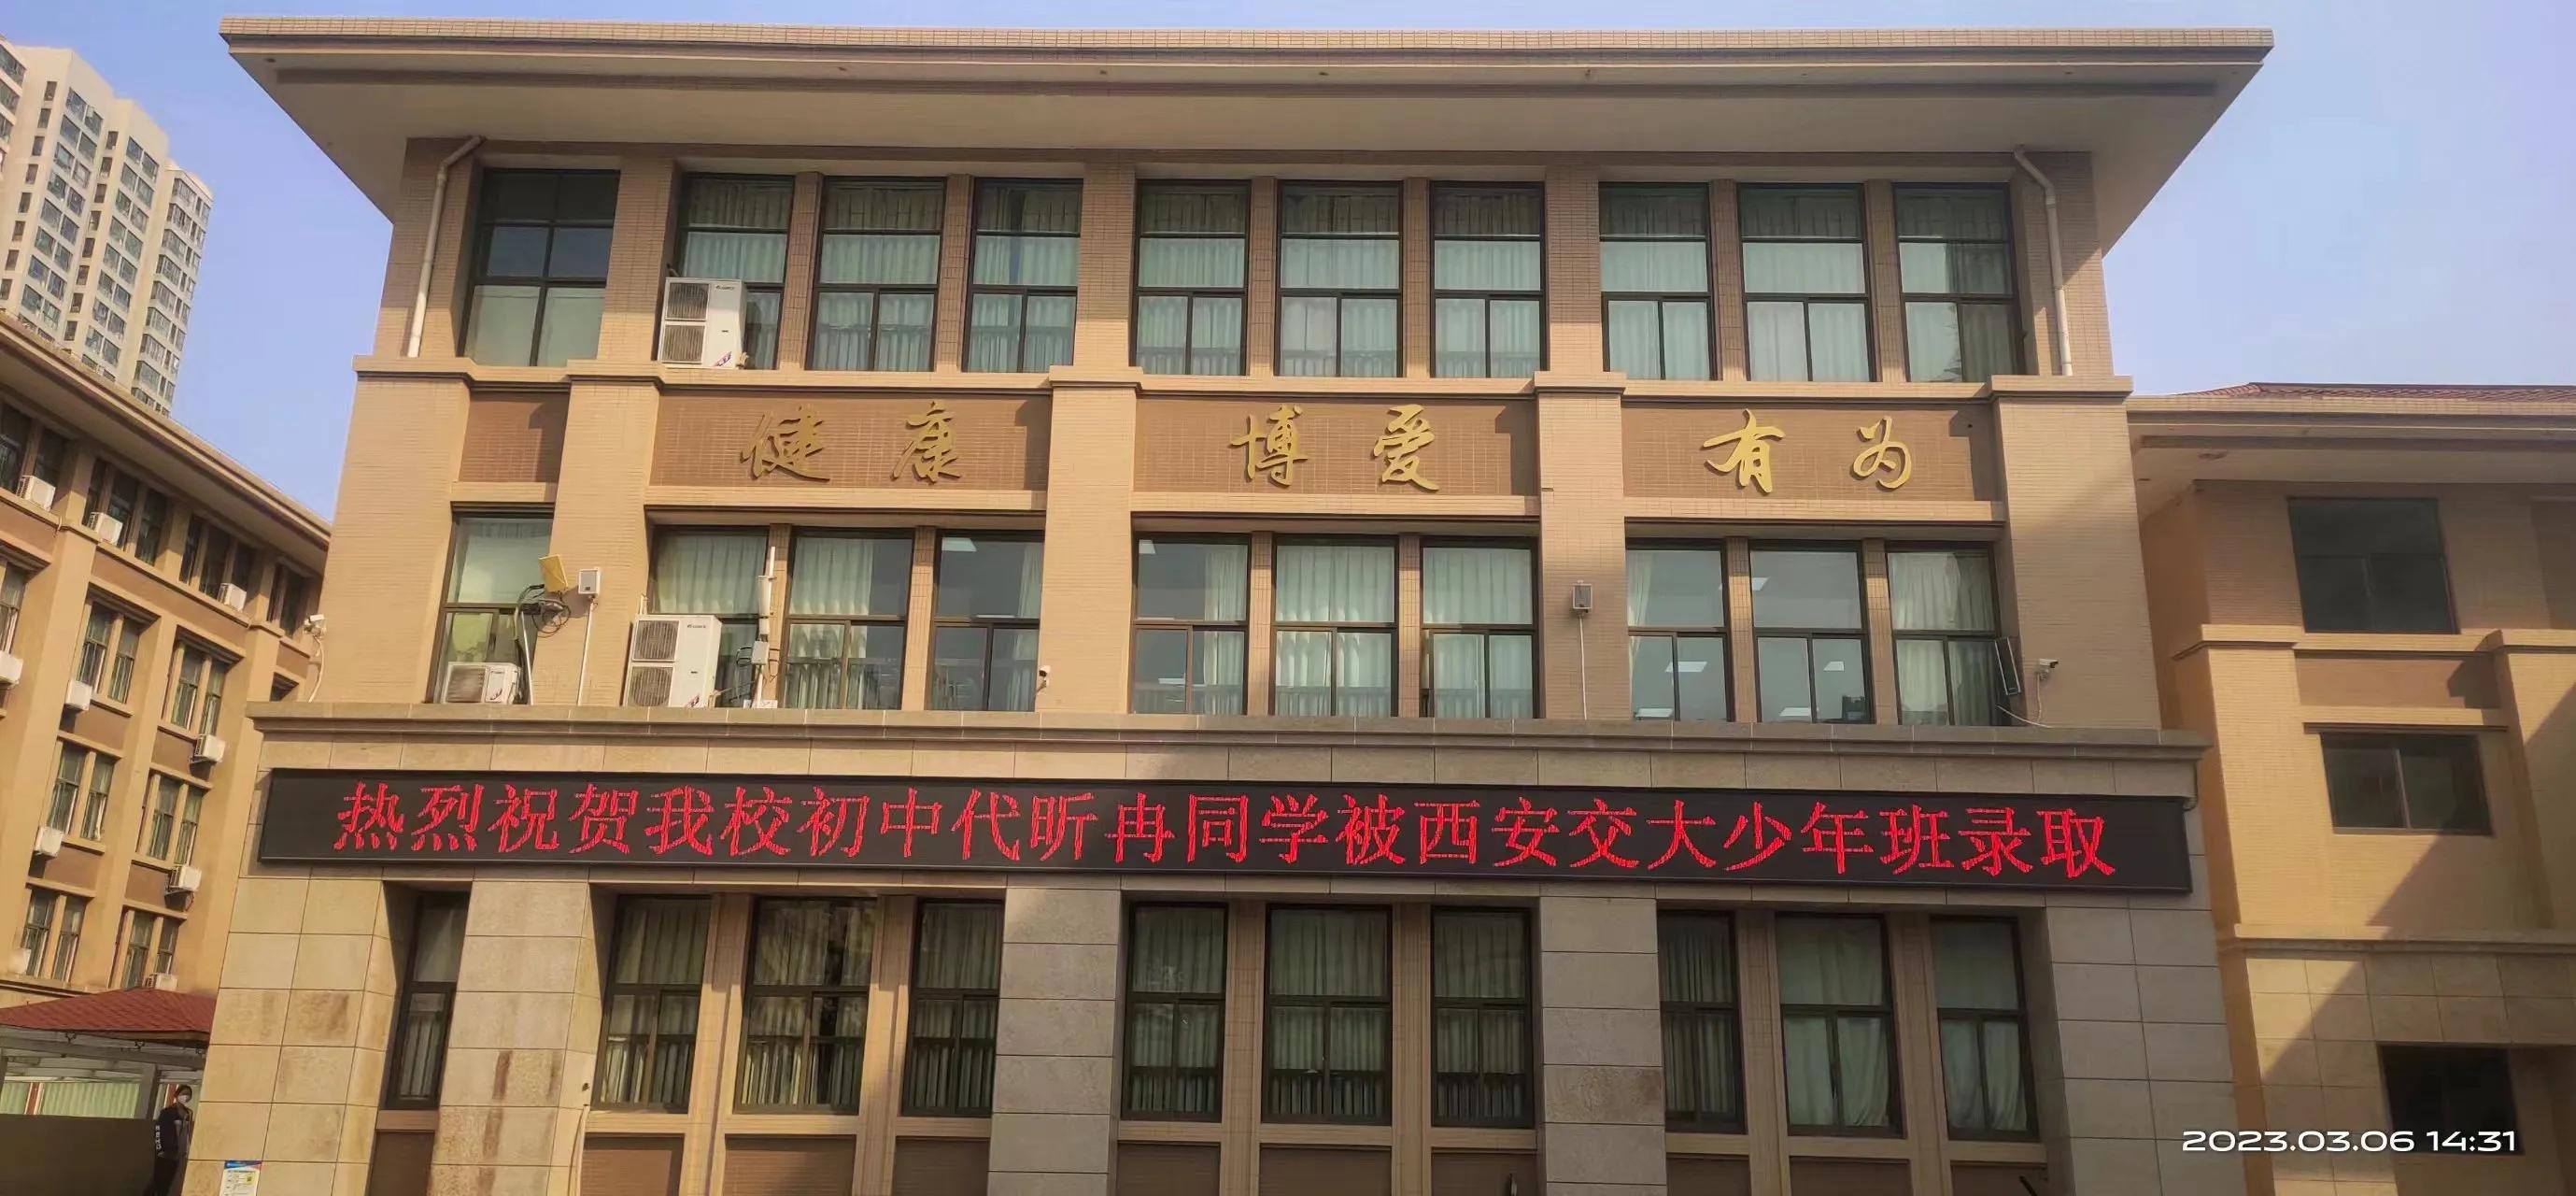 健康 博爱 有为
热烈祝贺我校初中代昕冉同学被西安交大少年班录取
2023.03.06 14:31